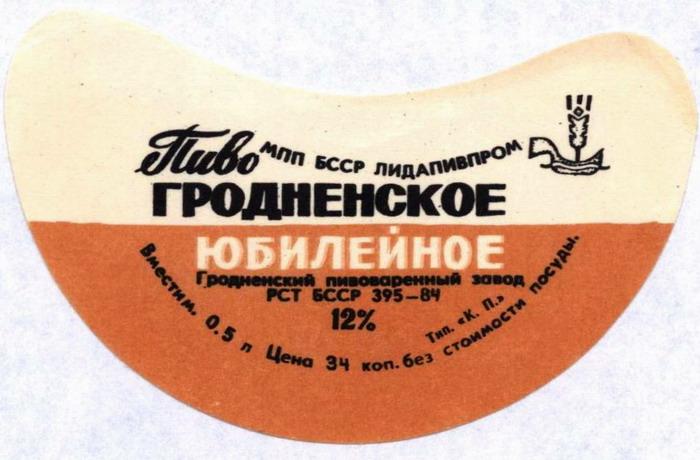 Пиво МПП БССР ЛИДАПИВПРОМ
ГРОДНЕНСКОЕ
ЮБИЛЕЙНОЕ
Гродненский пивоваренный завод
РСТ БССР 395—84
12%
Тип. «К. П.»
Вместим. 0.5 л Цена 34 коп. без стоимости посуды.